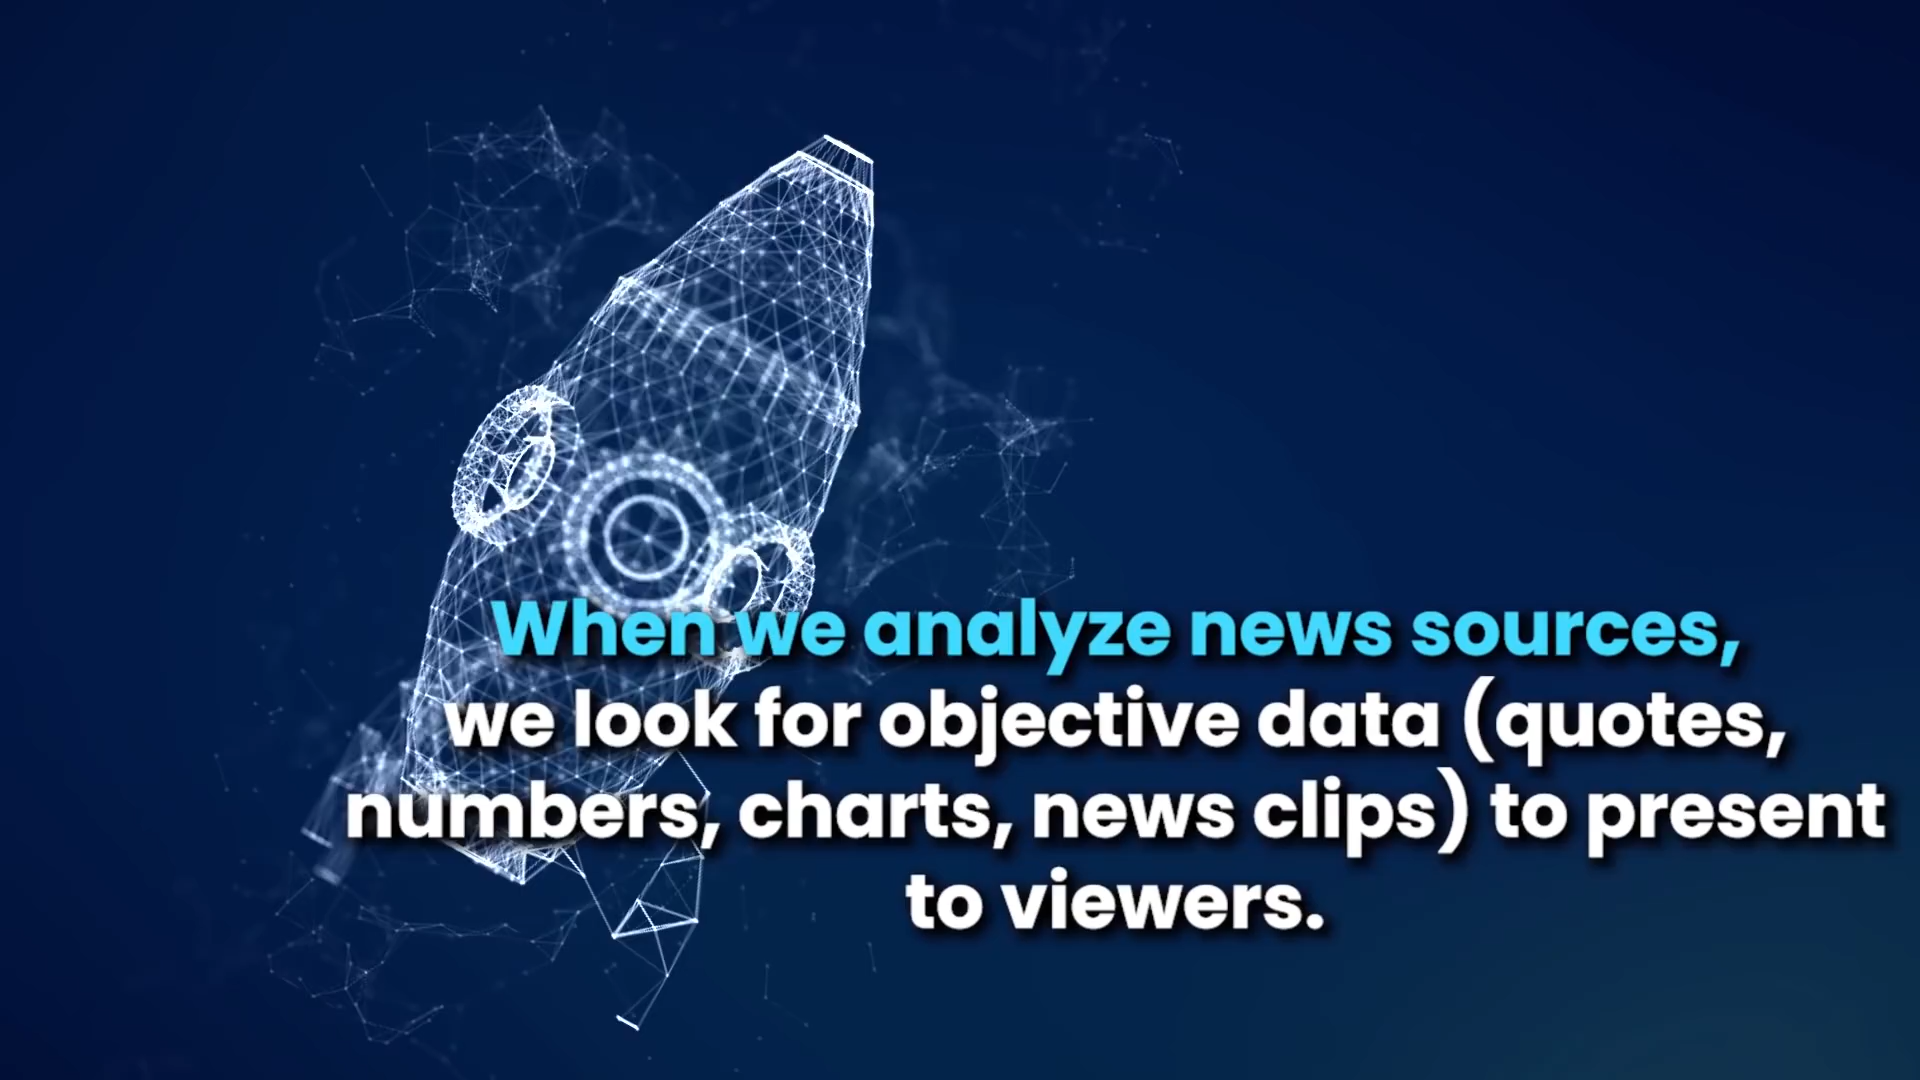 When we analyze news sources,
we look for objective data (quotes,
numbers, charts, news clips) to present
to viewers.